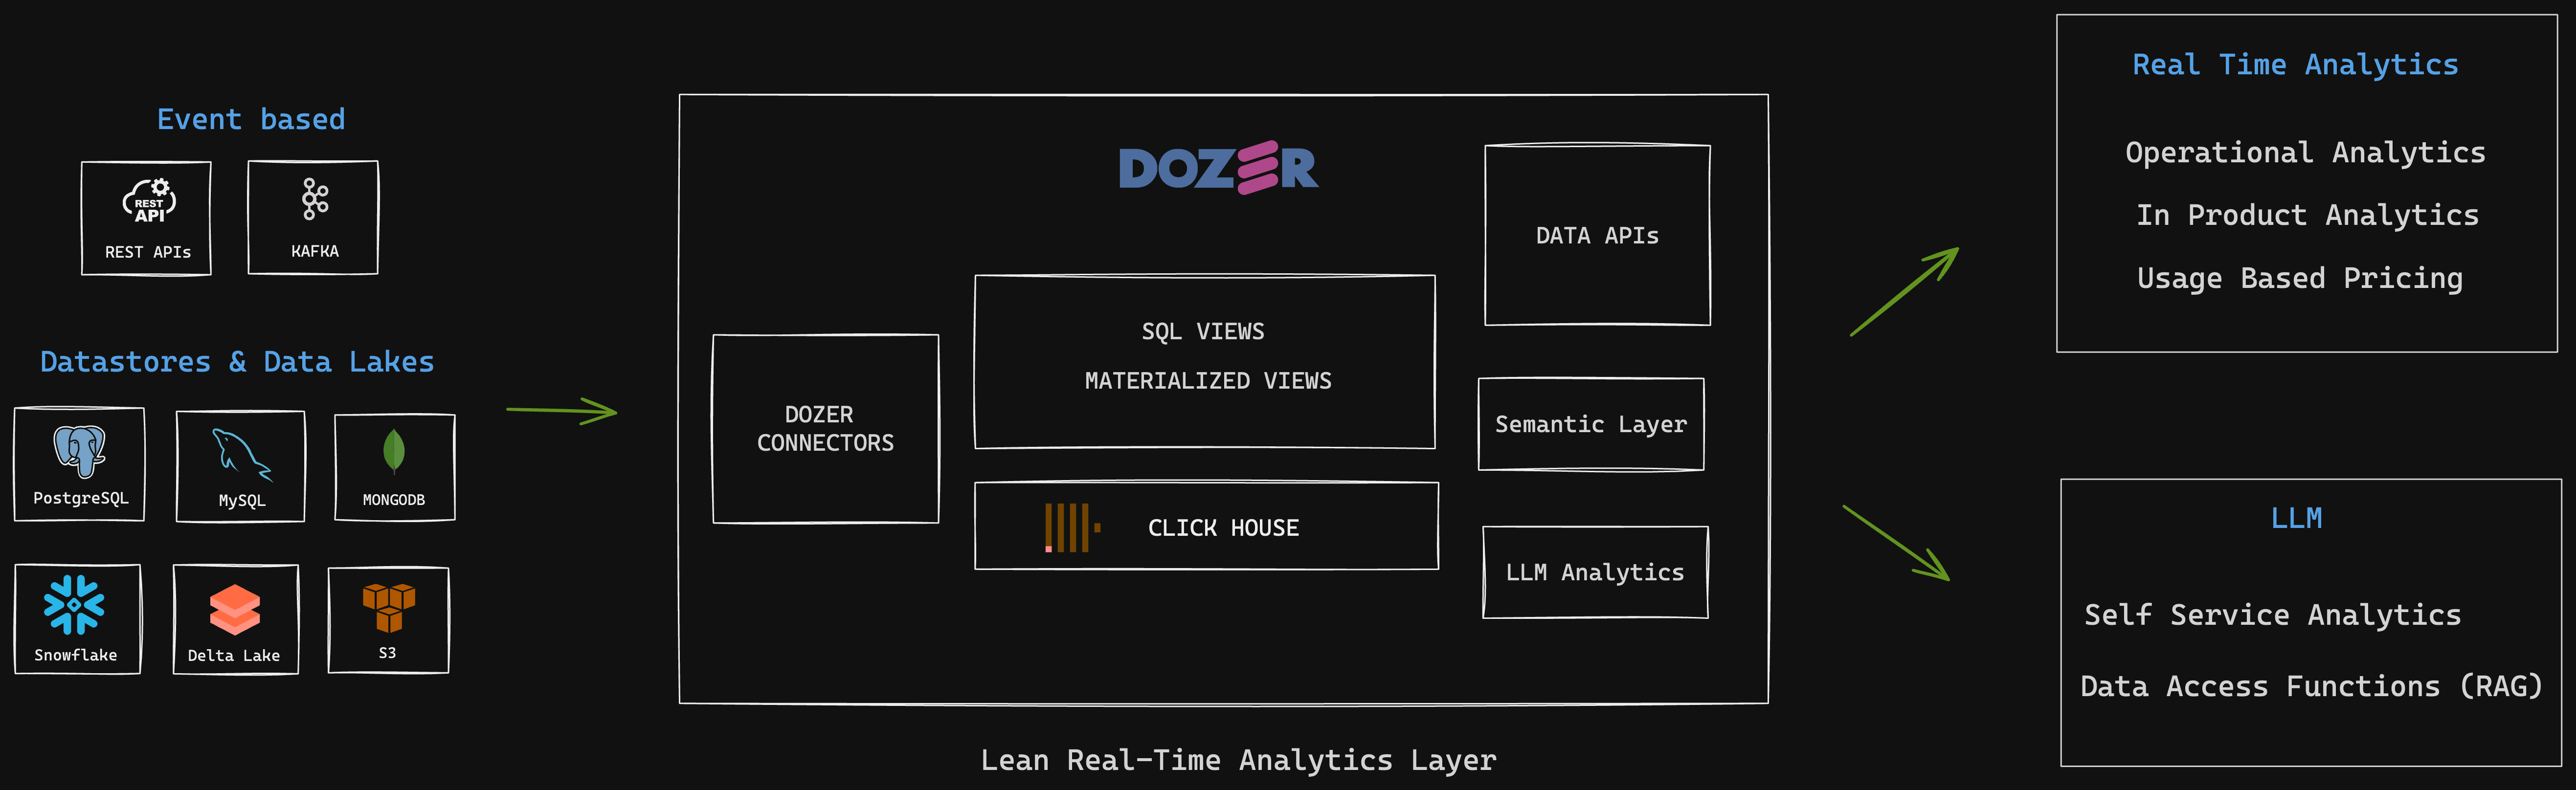 Event based
REST
API
REST APIs
KAFKA
Datastores & Data Lakes
PostgreSQL
MySQL
MONGODB
Snowflake
Delta Lake
S3
DOZER
DOZER
CONNECTORS
SQL VIEWS
MATERIALIZED VIEWS
CLICK HOUSE
DATA APIs
Semantic Layer
LLM Analytics
Lean Real-Time Analytics Layer
Real Time Analytics
Operational Analytics
In Product Analytics
Usage Based Pricing
LLM
Self Service Analytics
Data Access Functions (RAG)